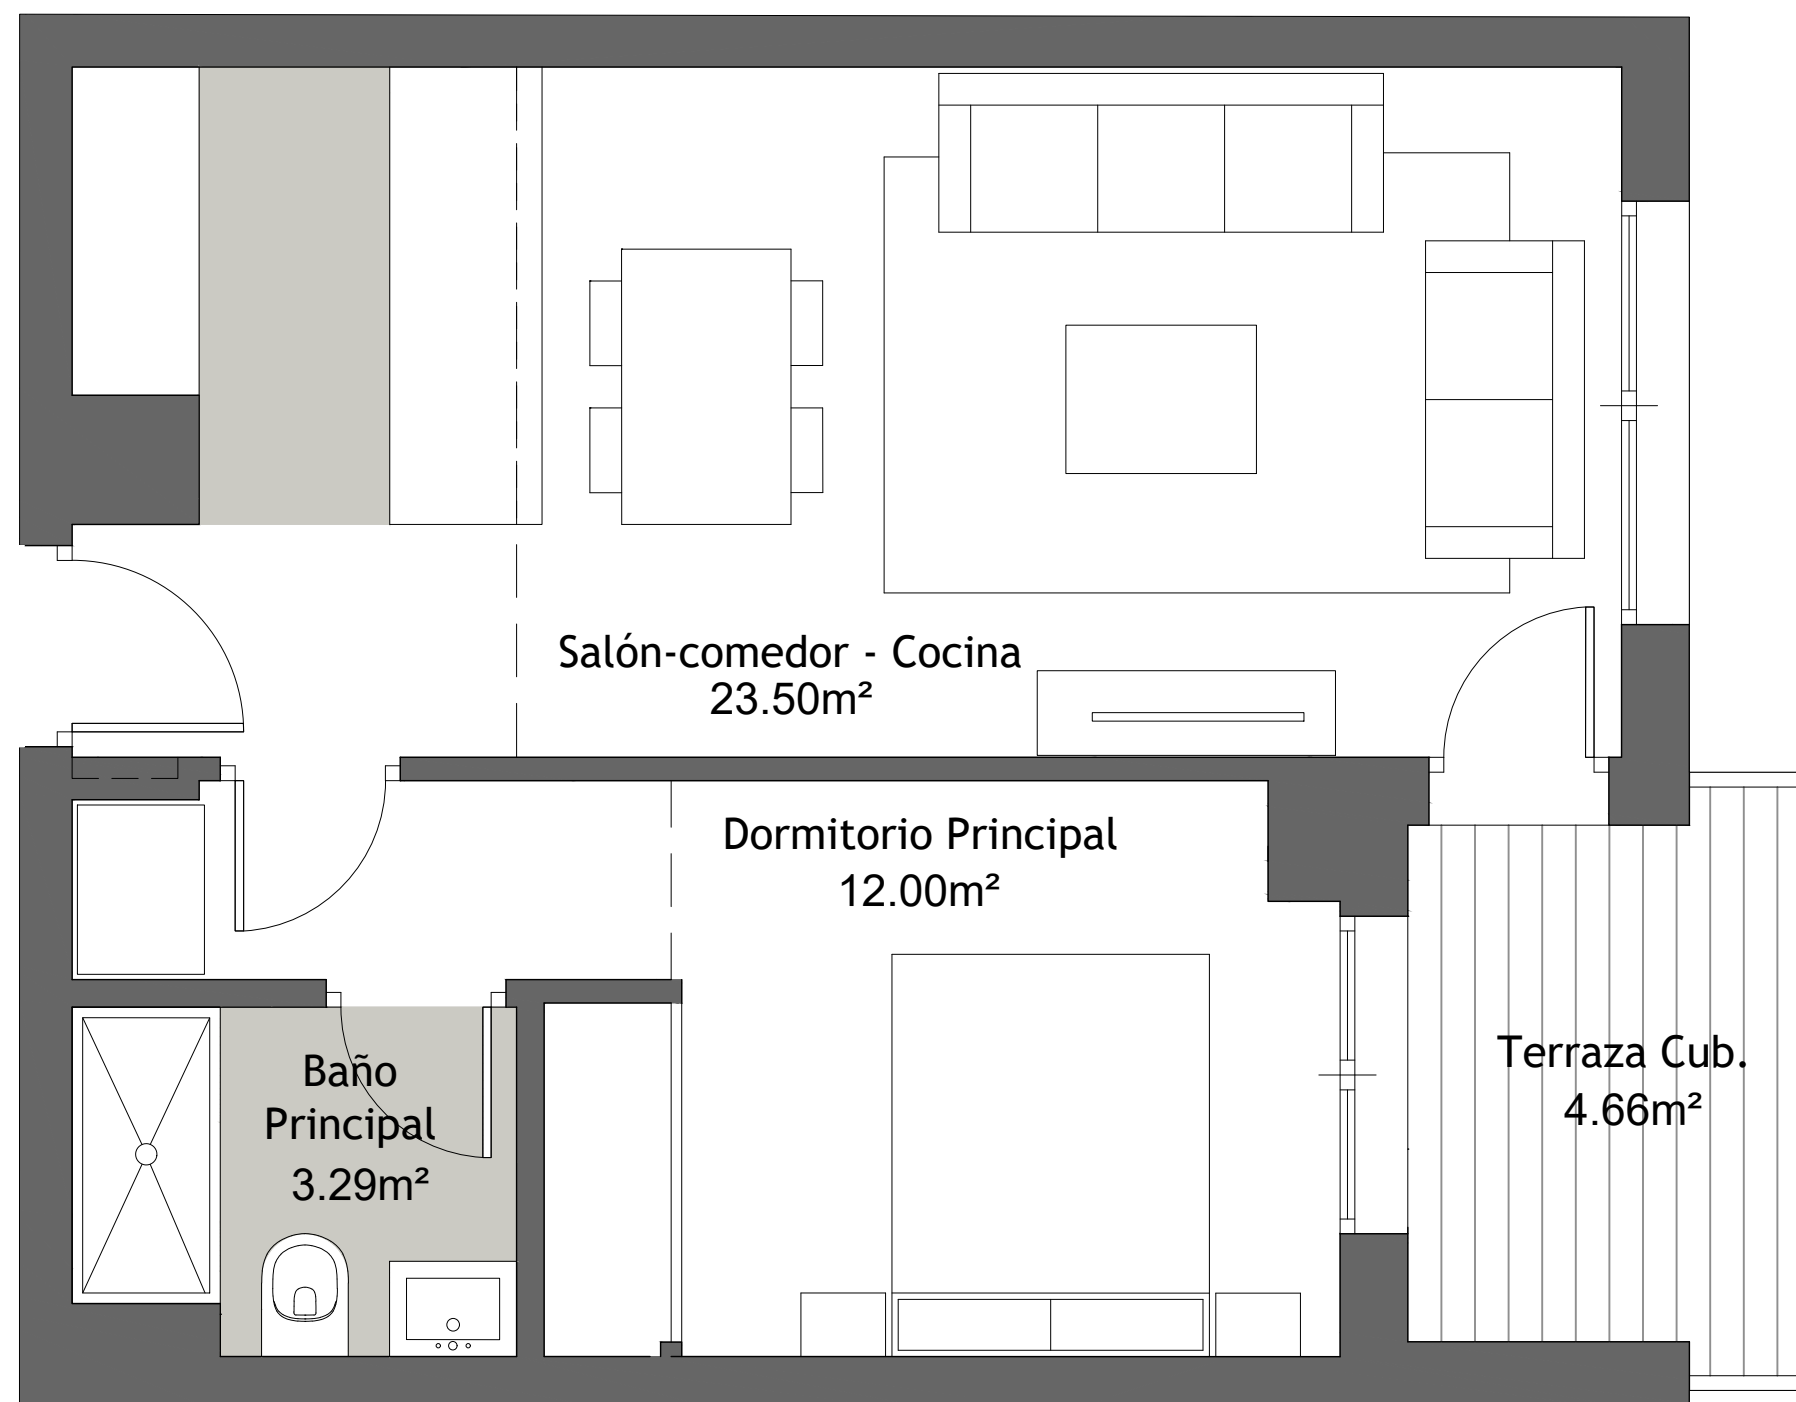 Salón-comedor - Cocina
23.50m²
Dormitorio Principal
12.00m²
Baño
Principal
3.29m²
Terraza Cub.
4.66m²